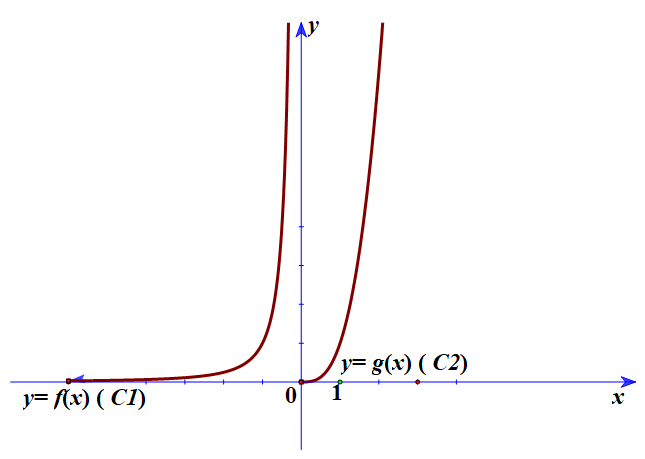 y
y= g(x) ( C2)
0
1
x
y= f(x) ( C1)